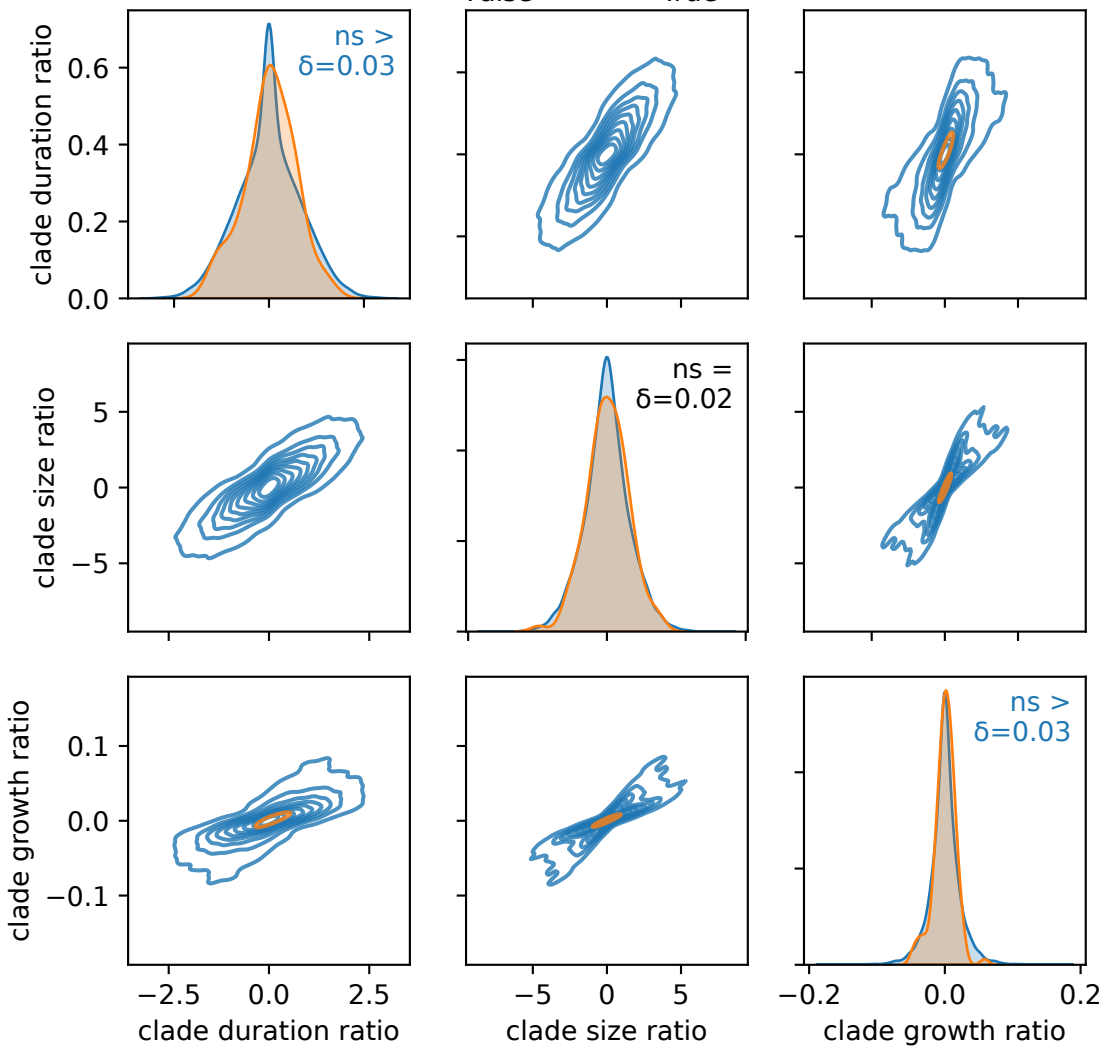 clade duration ratio
0.6
0.4
0.2
0.0
ns >
δ=0.03
clade size ratio
5
0
−5
−5
0
5
ns =
δ=0.02
clade growth ratio
0.1
0.0
−0.1
ns >
δ=0.03
−2.5
0.0
2.5
clade duration ratio
−5
0
5
clade size ratio
−0.2
0.0
0.2
clade growth ratio